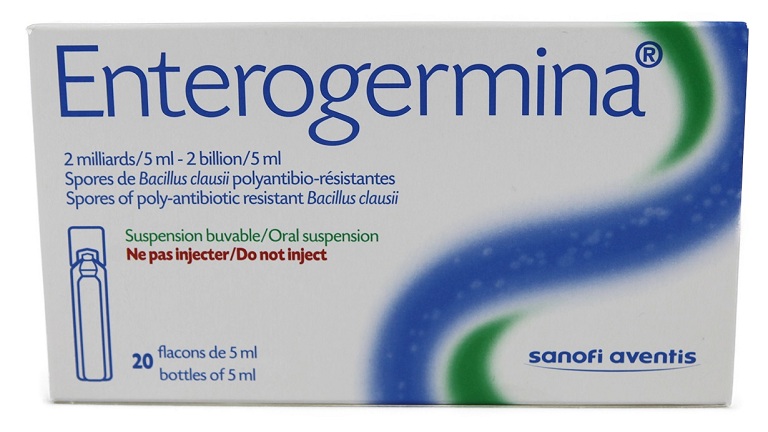 Enterogermina®
2 milliards/5 ml - 2 billion/5 ml
Spores de Bacillus clausii polyantibio-résistantes
Spores of poly-antibiotic resistant Bacillus clausii
Suspension buvable/Oral suspension
Ne pas injecter/Do not inject
20 flacons de 5 ml
bottles of 5 ml
sanofi aventis